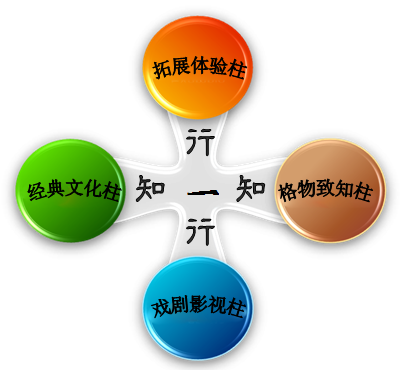 拓展体验柱
行
经典文化柱
知 一 知
格物致知柱
行
戏剧影视柱